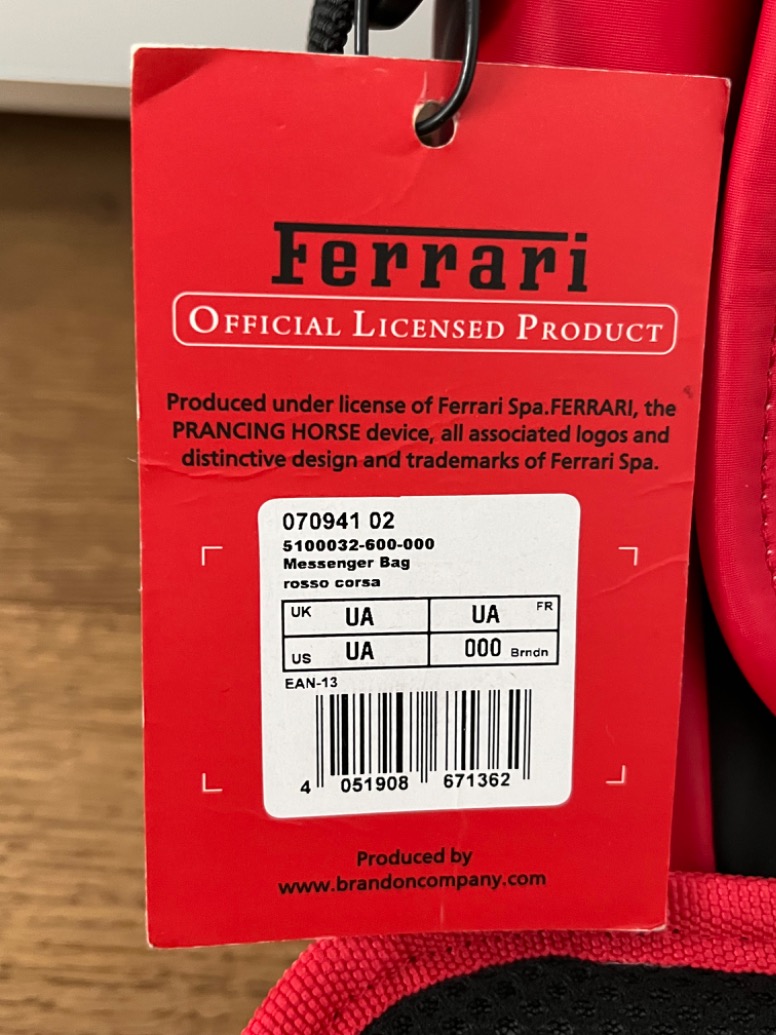 Ferrari
OFFICIAL LICENSED PRODUCT
Produced under license of Ferrari Spa.FERRARI, the
PRANCING HORSE device, all associated logos and
distinctive design and trademarks of Ferrari Spa.
070941 02
5100032-600-000
Messenger Bag
rosso corsa
UK UA UA FR
US UA 000 Brndn
EAN-13
4 051908 671362
Produced by
www.brandoncompany.com